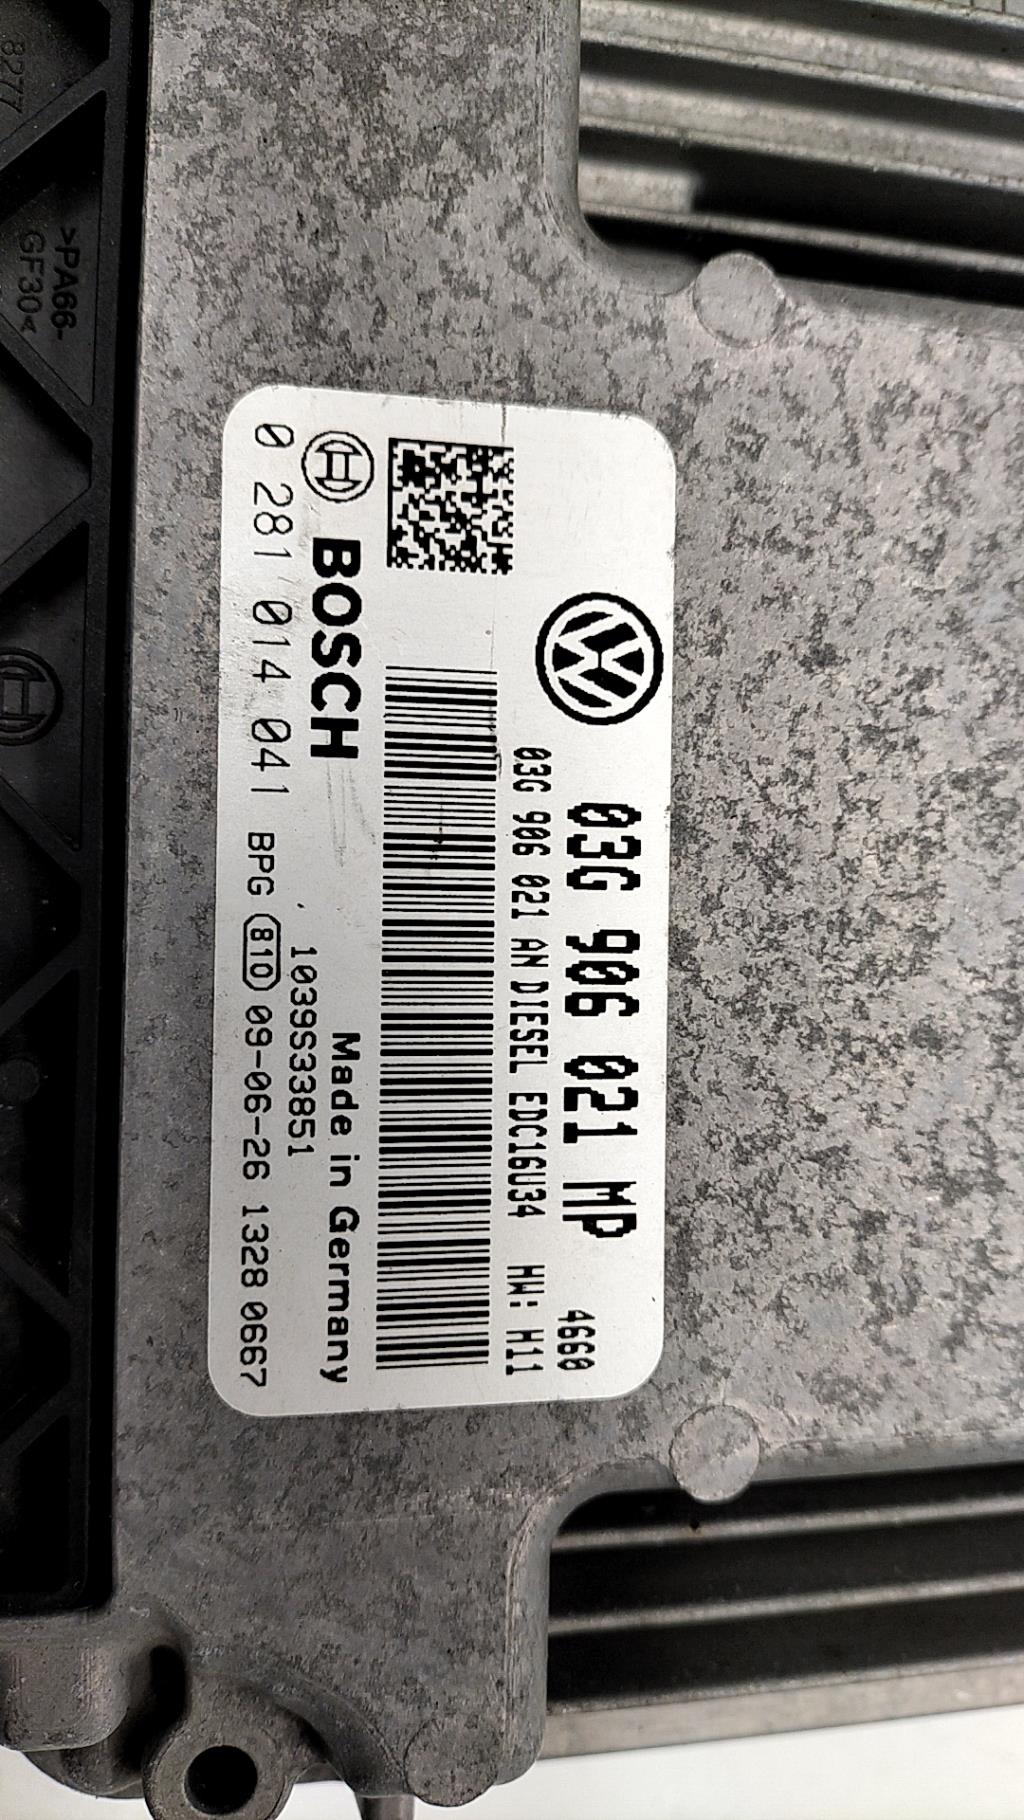 03G 906 021 MP
4660
03G 906 021 AN DIESEL EDC16U34 HW: H11
BOSCH
Made in Germany
1039S33851
0 281 014 041 BPG 810 09-06-26 1328 0667
>PA66-
GF30<
8277